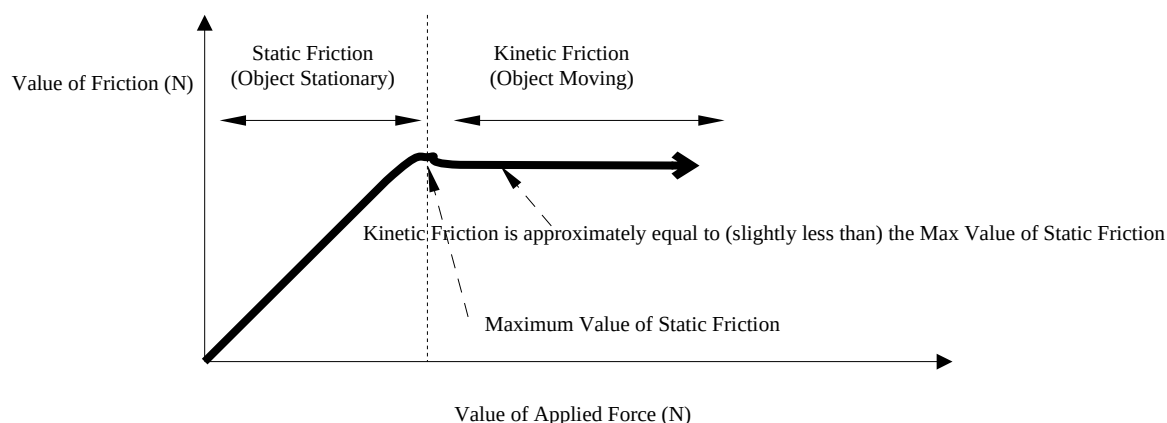 Static Friction
(Object Stationary)
Kinetic Friction
(Object Moving)
Value of Friction (N)
Kinetic Friction is approximately equal to (slightly less than) the Max Value of Static Friction
Maximum Value of Static Friction
Value of Applied Force (N)